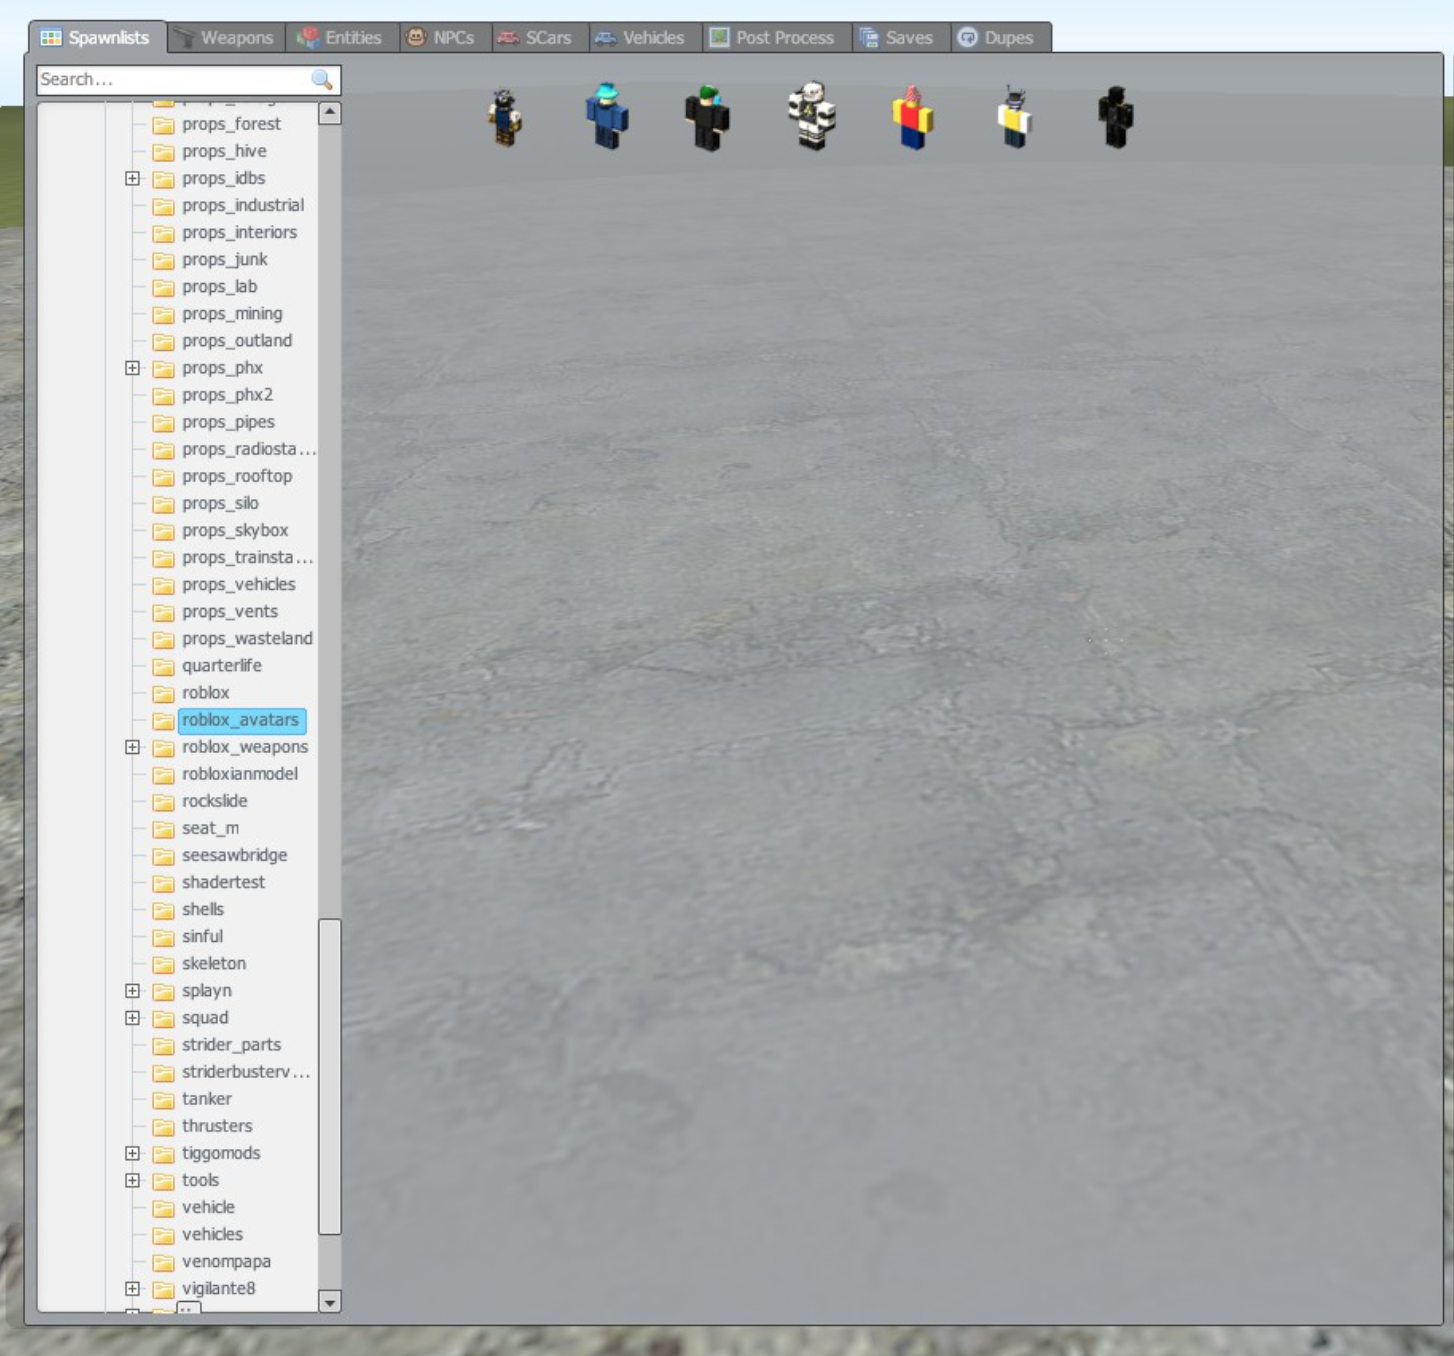 Spawnlists Weapons Entities NPCs SCars Vehicles Post Process Saves Dupes
Search...
props_forest
props_hive
props_idbs
props_industrial
props_interiors
props_junk
props_lab
props_mining
props_outland
props_phx
props_phx2
props_pipes
props_radiosta...
props_rooftop
props_silo
props_skybox
props_trainsta...
props_vehicles
props_vents
props_wasteland
quarterlife
roblox
roblox_avatars
roblox_weapons
robloxianmodel
rockslide
seat_m
seesawbridge
shadertest
shells
sinful
skeleton
splayn
squad
strider_parts
striderbusterv...
tanker
thrusters
tiggomods
tools
vehicle
vehicles
venompapa
vigilante8